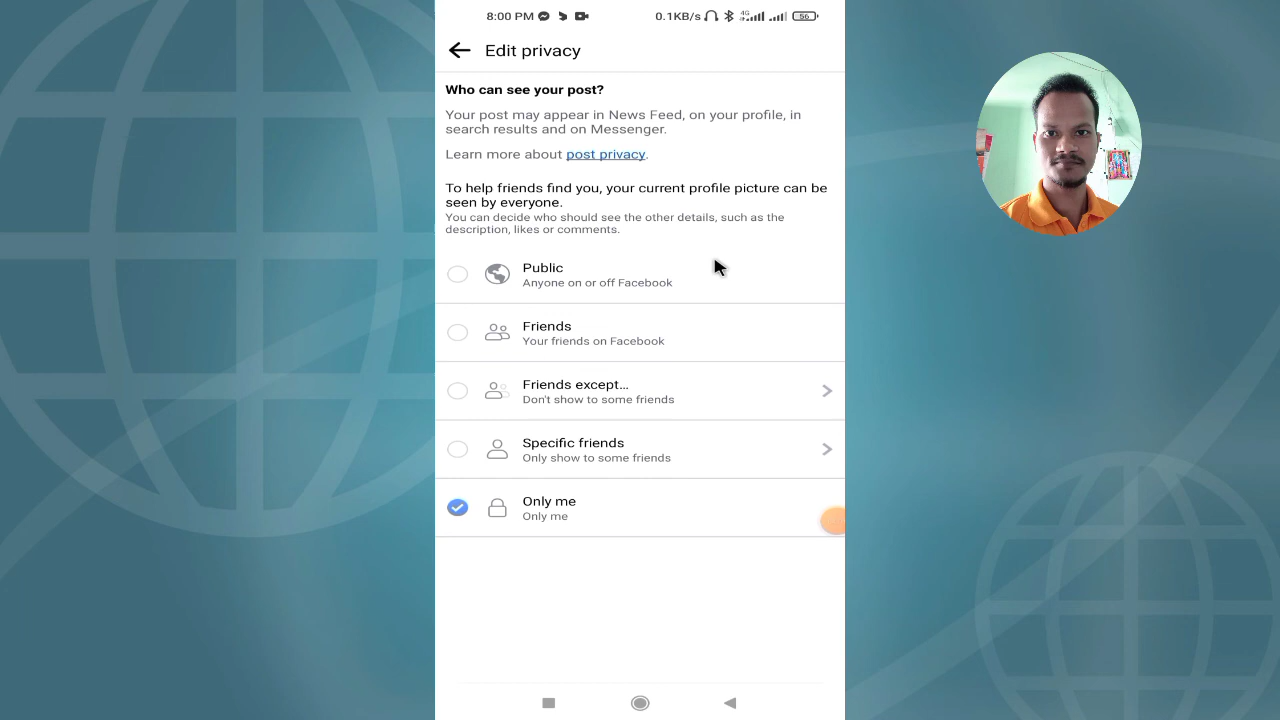 8:00 PM 0.1KB/s 4G 56
Edit privacy
Who can see your post?
Your post may appear in News Feed, on your profile, in
search results and on Messenger.
Learn more about post privacy.
To help friends find you, your current profile picture can be
seen by everyone.
You can decide who should see the other details, such as the
description, likes or comments.
Public
Anyone on or off Facebook
Friends
Your friends on Facebook
Friends except...
Don't show to some friends
Specific friends
Only show to some friends
Only me
Only me